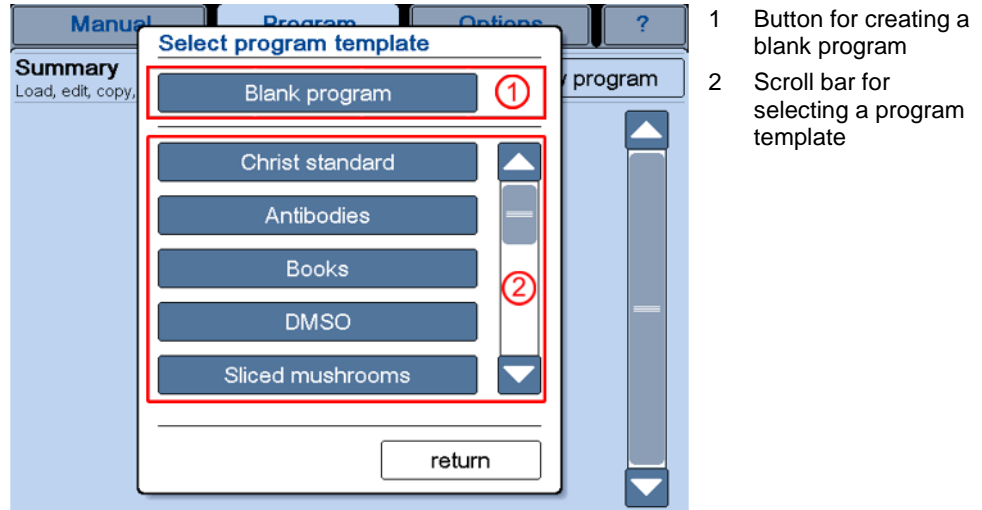 Manual Program Options ?
Select program template
Summary
Load, edit, copy,
program
Blank program
1
Christ standard
Antibodies
Books
2
DMSO
Sliced mushrooms
return
1 Button for creating a
blank program
2 Scroll bar for
selecting a program
template